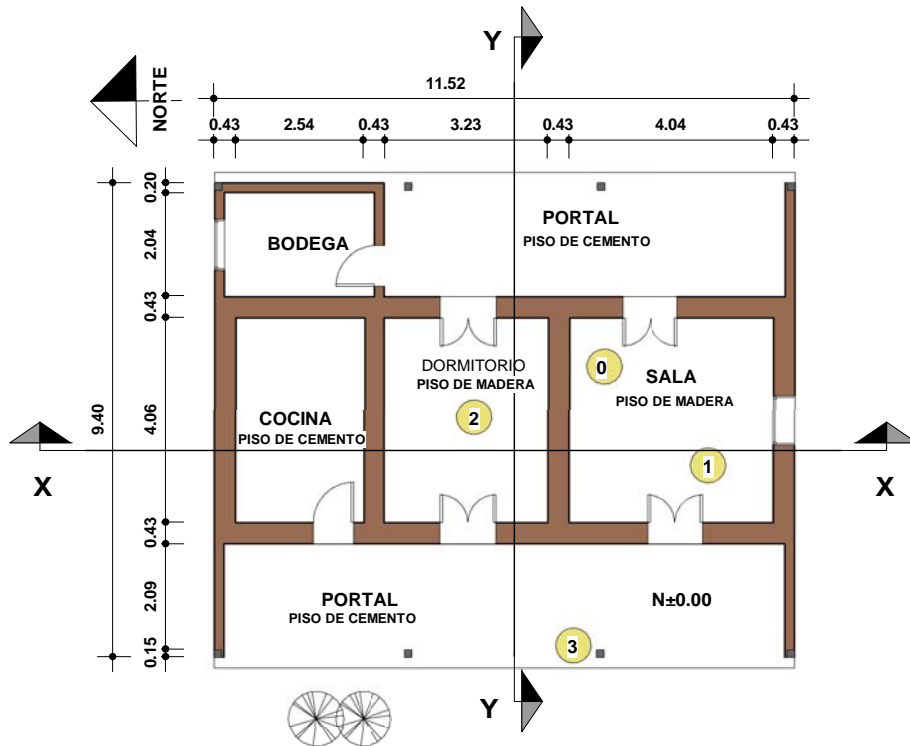 Y
NORTE
11.52
0.43 2.54 0.43 3.23 0.43 4.04 0.43
0.20
2.04
0.43
4.06
0.43
2.09
0.15
9.40
BODEGA
PORTAL
PISO DE CEMENTO
DORMITORIO
PISO DE MADERA
0
SALA
PISO DE MADERA
2
COCINA
PISO DE CEMENTO
1
X
X
PORTAL
PISO DE CEMENTO
N±0.00
3
Y